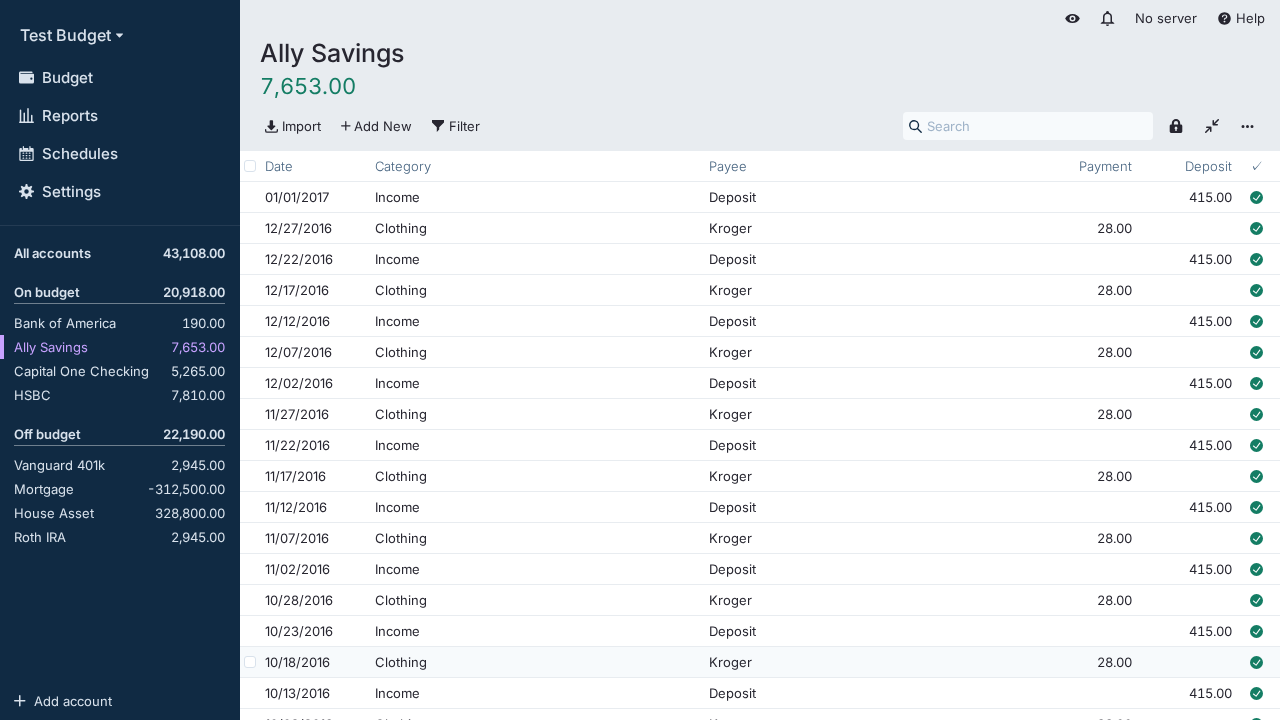 Test Budget
Budget
Reports
Schedules
Settings
All accounts 43,108.00
On budget 20,918.00
Bank of America 190.00
Ally Savings 7,653.00
Capital One Checking 5,265.00
HSBC 7,810.00
Off budget 22,190.00
Vanguard 401k 2,945.00
Mortgage -312,500.00
House Asset 328,800.00
Roth IRA 2,945.00
Add account
No server Help
Ally Savings
7,653.00
Import Add New Filter Search
Date Category Payee Payment Deposit ✓
01/01/2017 Income Deposit 415.00
12/27/2016 Clothing Kroger 28.00
12/22/2016 Income Deposit 415.00
12/17/2016 Clothing Kroger 28.00
12/12/2016 Income Deposit 415.00
12/07/2016 Clothing Kroger 28.00
12/02/2016 Income Deposit 415.00
11/27/2016 Clothing Kroger 28.00
11/22/2016 Income Deposit 415.00
11/17/2016 Clothing Kroger 28.00
11/12/2016 Income Deposit 415.00
11/07/2016 Clothing Kroger 28.00
11/02/2016 Income Deposit 415.00
10/28/2016 Clothing Kroger 28.00
10/23/2016 Income Deposit 415.00
10/18/2016 Clothing Kroger 28.00
10/13/2016 Income Deposit 415.00